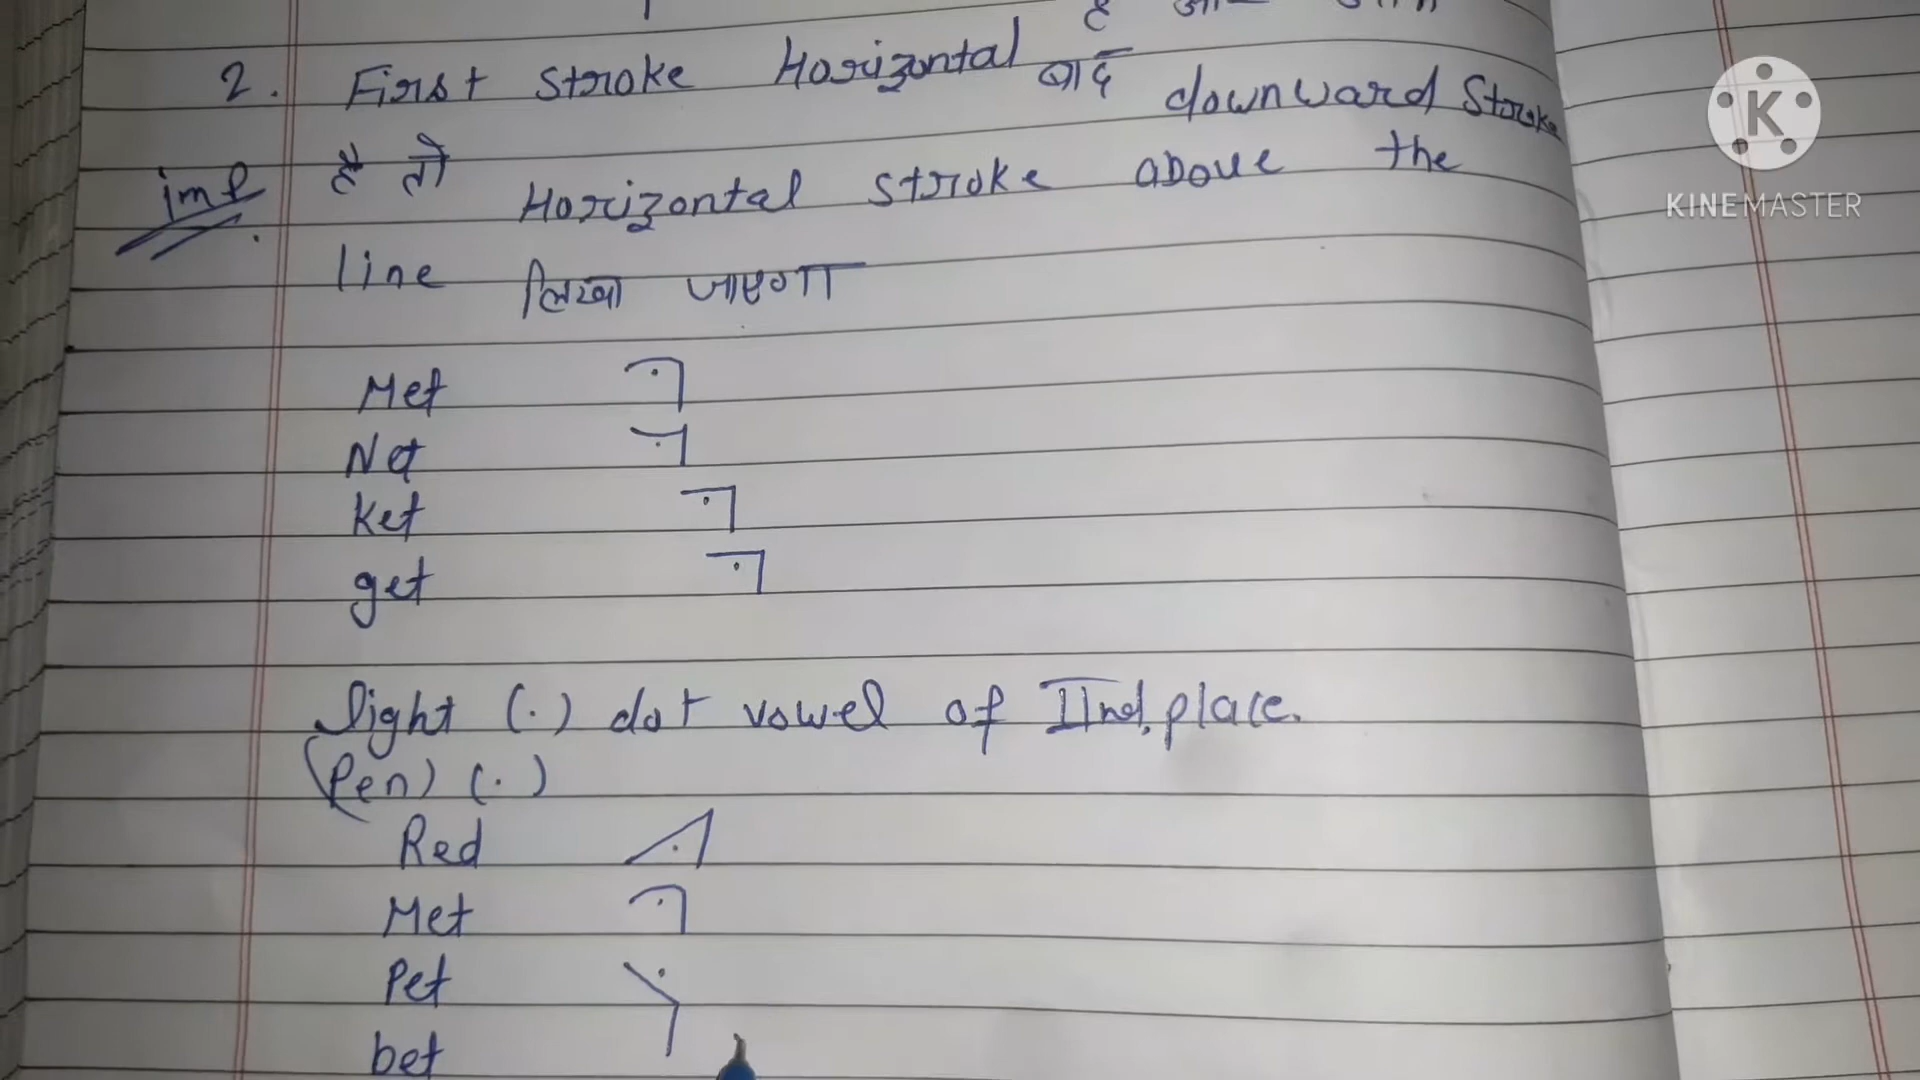 2. First stroke Horizontal है
बाद downward Stroke
imp है तो Horizontal stroke above the
line लिखा जाएगा
Met
Net
Ket
get
light (.) dot vowel of IInd, place.
(Pen) (.)
Red
Met
Pet
bet
K
KINEMASTER